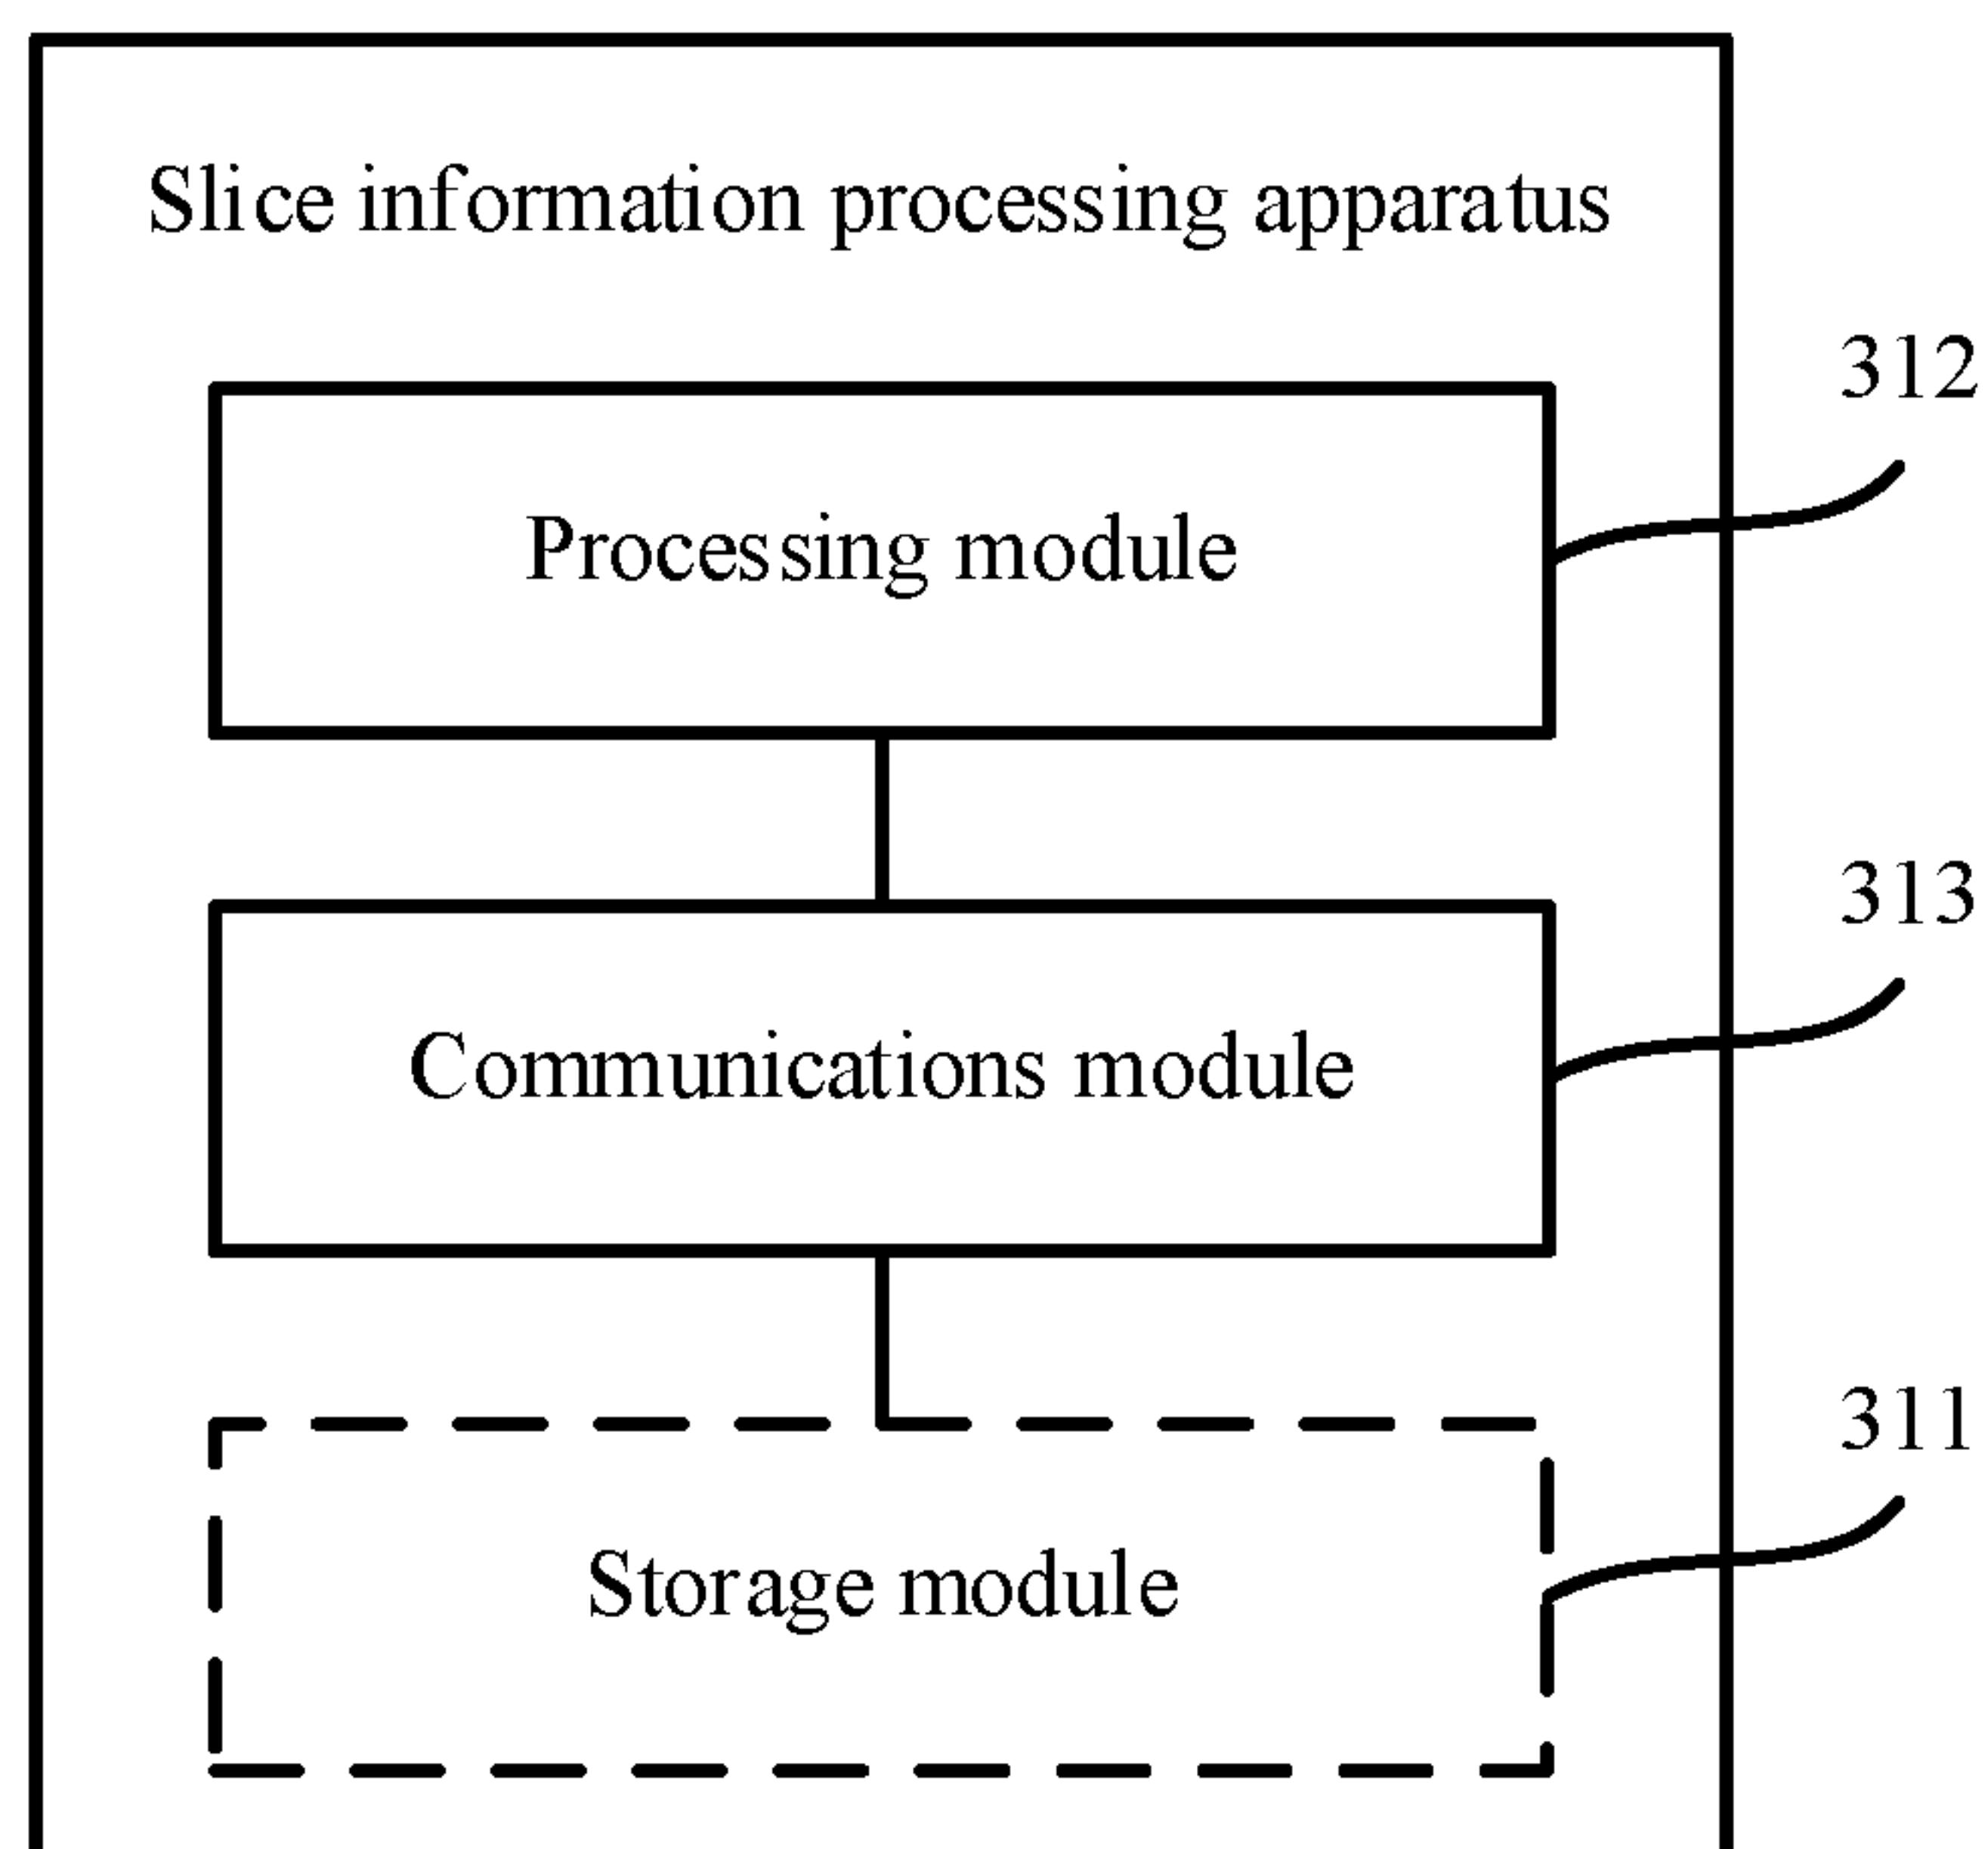 Slice information processing apparatus
312
Processing module
313
Communications module
311
Storage module